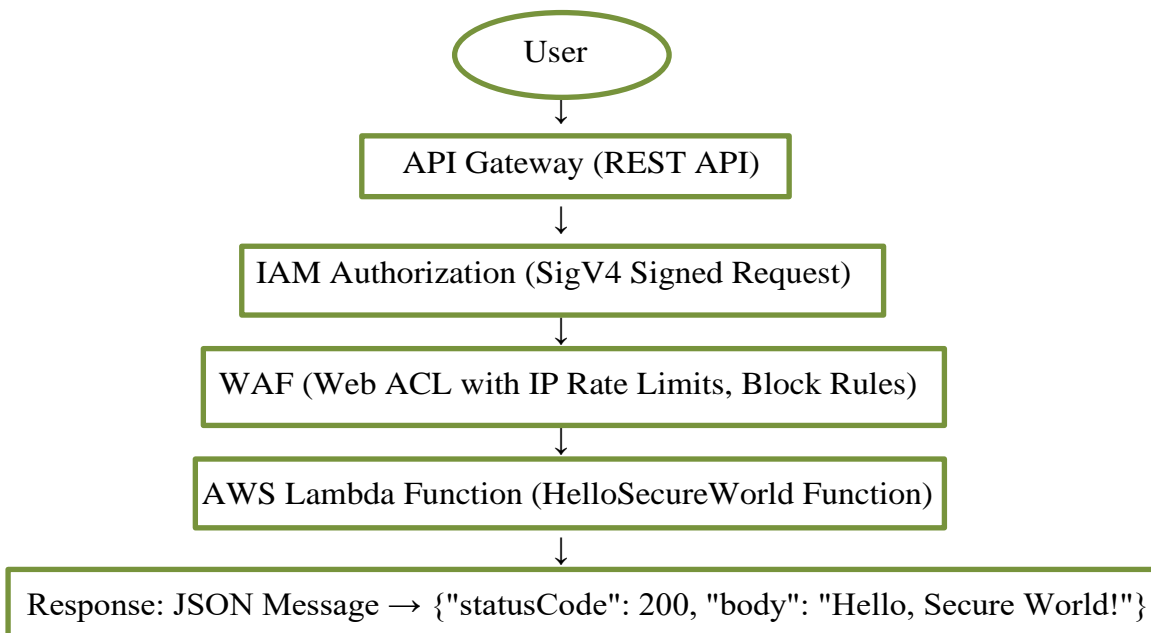 User
↓
API Gateway (REST API)
↓
IAM Authorization (SigV4 Signed Request)
↓
WAF (Web ACL with IP Rate Limits, Block Rules)
↓
AWS Lambda Function (HelloSecureWorld Function)
↓
Response: JSON Message → {"statusCode": 200, "body": "Hello, Secure World!"}